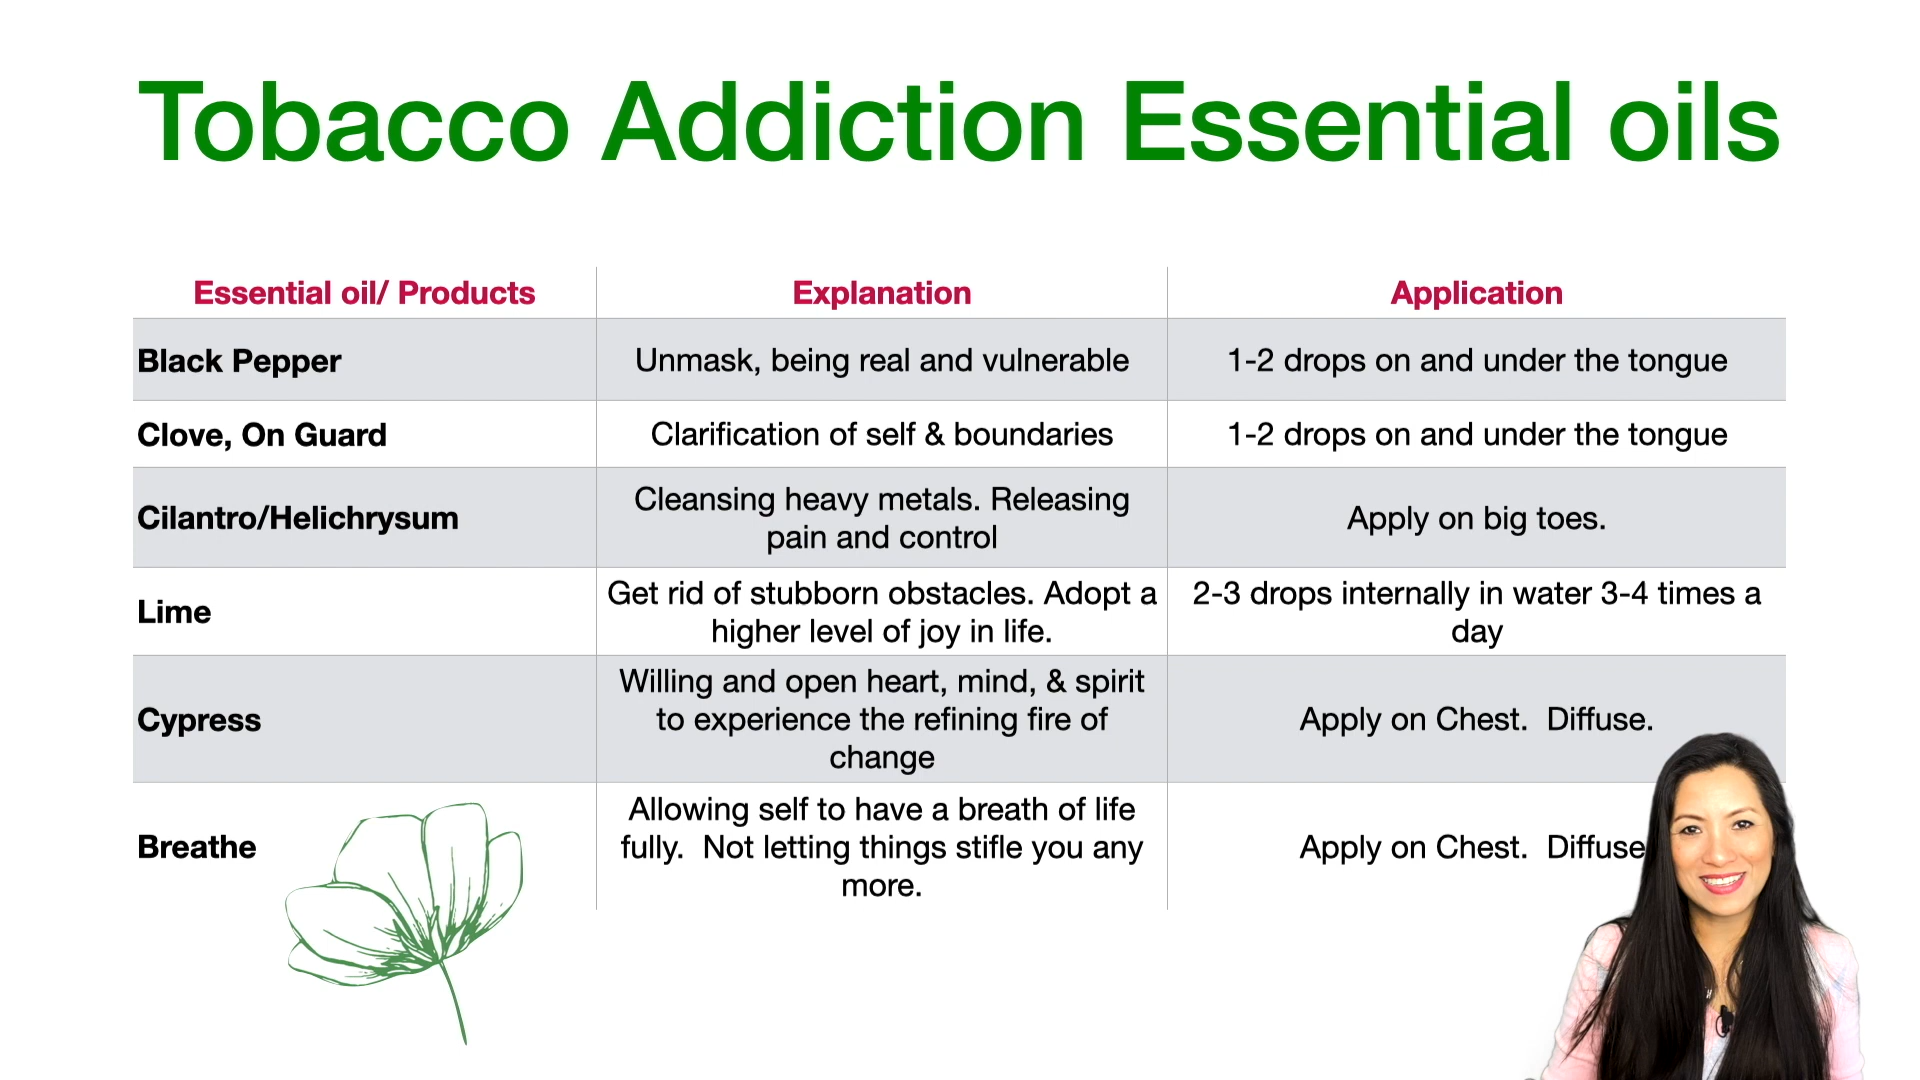 Tobacco Addiction Essential oils
Essential oil/ Products
Explanation
Application
Black Pepper
Unmask, being real and vulnerable
1-2 drops on and under the tongue
Clove, On Guard
Clarification of self & boundaries
1-2 drops on and under the tongue
Cilantro/Helichrysum
Cleansing heavy metals. Releasing
pain and control
Apply on big toes.
Lime
Get rid of stubborn obstacles. Adopt a
higher level of joy in life.
2-3 drops internally in water 3-4 times a
day
Cypress
Willing and open heart, mind, & spirit
to experience the refining fire of
change
Apply on Chest.  Diffuse.
Breathe
Allowing self to have a breath of life
fully.  Not letting things stifle you any
more.
Apply on Chest.  Diffuse